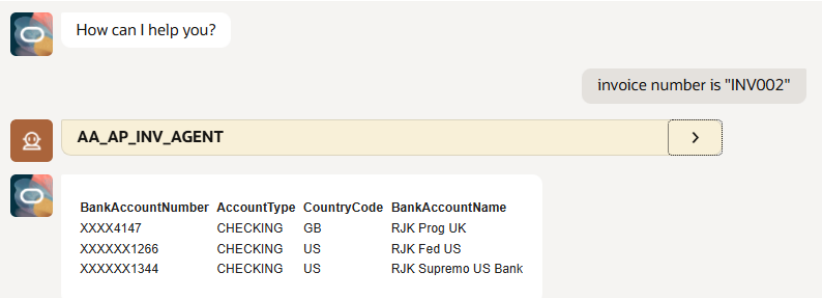 How can I help you?
invoice number is "INV002"
AA_AP_INV_AGENT
BankAccountNumber AccountType CountryCode BankAccountName
XXXX4147 CHECKING GB RJK Prog UK
XXXXXX1266 CHECKING US RJK Fed US
XXXXXX1344 CHECKING US RJK Supremo US Bank